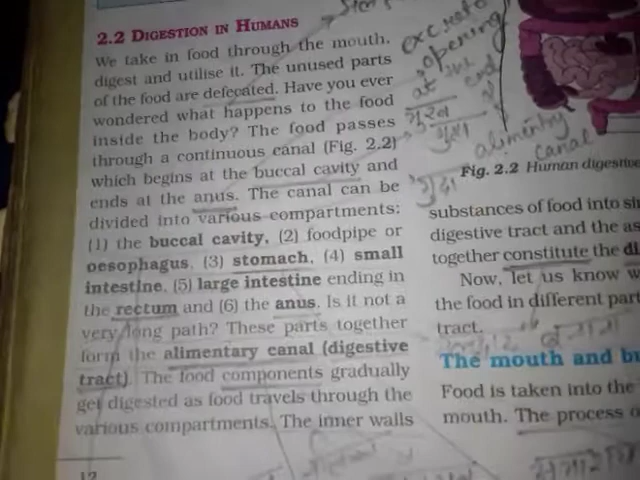 2.2 DIGESTION IN HUMANS
We take in food through the mouth,
digest and utilise it. The unused parts
of the food are defecated. Have you ever
wondered what happens to the food
inside the body? The food passes
through a continuous canal (Fig. 2.2)
which begins at the buccal cavity and
ends at the anus. The canal can be
divided into various compartments:
(1) the buccal cavity, (2) foodpipe or
oesophagus, (3) stomach, (4) small
intestine, (5) large intestine ending in
the rectum and (6) the anus. Is it not a
very long path? These parts together
form the alimentary canal (digestive
tract). The food components gradually
get digested as food travels through the
various compartments. The inner walls
12
opening
at the
end
alimentry
canal
Fig. 2.2 Human digestive
substances of food into si
digestive tract and the as
together constitute the di
Now, let us know w
the food in different part
tract.
The mouth and bu
Food is taken into the
mouth. The process o